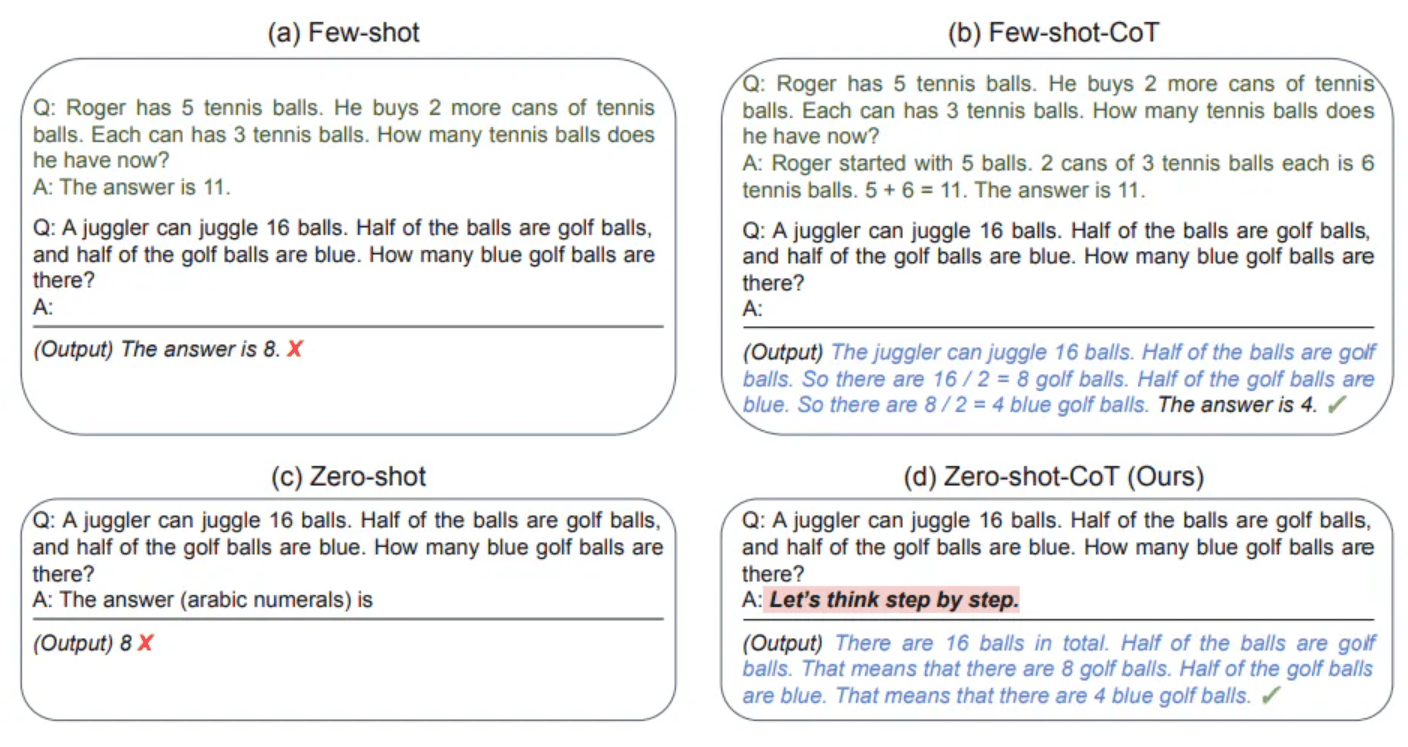 (a) Few-shot
Q: Roger has 5 tennis balls. He buys 2 more cans of tennis
balls. Each can has 3 tennis balls. How many tennis balls does
he have now?
A: The answer is 11.
Q: A juggler can juggle 16 balls. Half of the balls are golf balls,
and half of the golf balls are blue. How many blue golf balls are
there?
A:
(Output) The answer is 8. ✗
(b) Few-shot-CoT
Q: Roger has 5 tennis balls. He buys 2 more cans of tennis
balls. Each can has 3 tennis balls. How many tennis balls does
he have now?
A: Roger started with 5 balls. 2 cans of 3 tennis balls each is 6
tennis balls. 5 + 6 = 11. The answer is 11.
Q: A juggler can juggle 16 balls. Half of the balls are golf balls,
and half of the golf balls are blue. How many blue golf balls are
there?
A:
(Output) The juggler can juggle 16 balls. Half of the balls are golf
balls. So there are 16 / 2 = 8 golf balls. Half of the golf balls are
blue. So there are 8 / 2 = 4 blue golf balls. The answer is 4. ✓
(c) Zero-shot
Q: A juggler can juggle 16 balls. Half of the balls are golf balls,
and half of the golf balls are blue. How many blue golf balls are
there?
A: The answer (arabic numerals) is
(Output) 8 ✗
(d) Zero-shot-CoT (Ours)
Q: A juggler can juggle 16 balls. Half of the balls are golf balls,
and half of the golf balls are blue. How many blue golf balls are
there?
A: Let's think step by step.
(Output) There are 16 balls in total. Half of the balls are golf
balls. That means that there are 8 golf balls. Half of the golf balls
are blue. That means that there are 4 blue golf balls. ✓